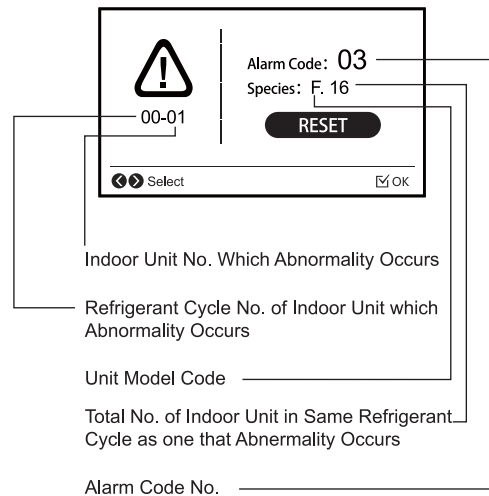 Alarm Code: 03
Species: F. 16
00-01
RESET
Select
OK
Indoor Unit No. Which Abnormality Occurs
Refrigerant Cycle No. of Indoor Unit which
Abnormality Occurs
Unit Model Code
Total No. of Indoor Unit in Same Refrigerant
Cycle as one that Abnermality Occurs
Alarm Code No.